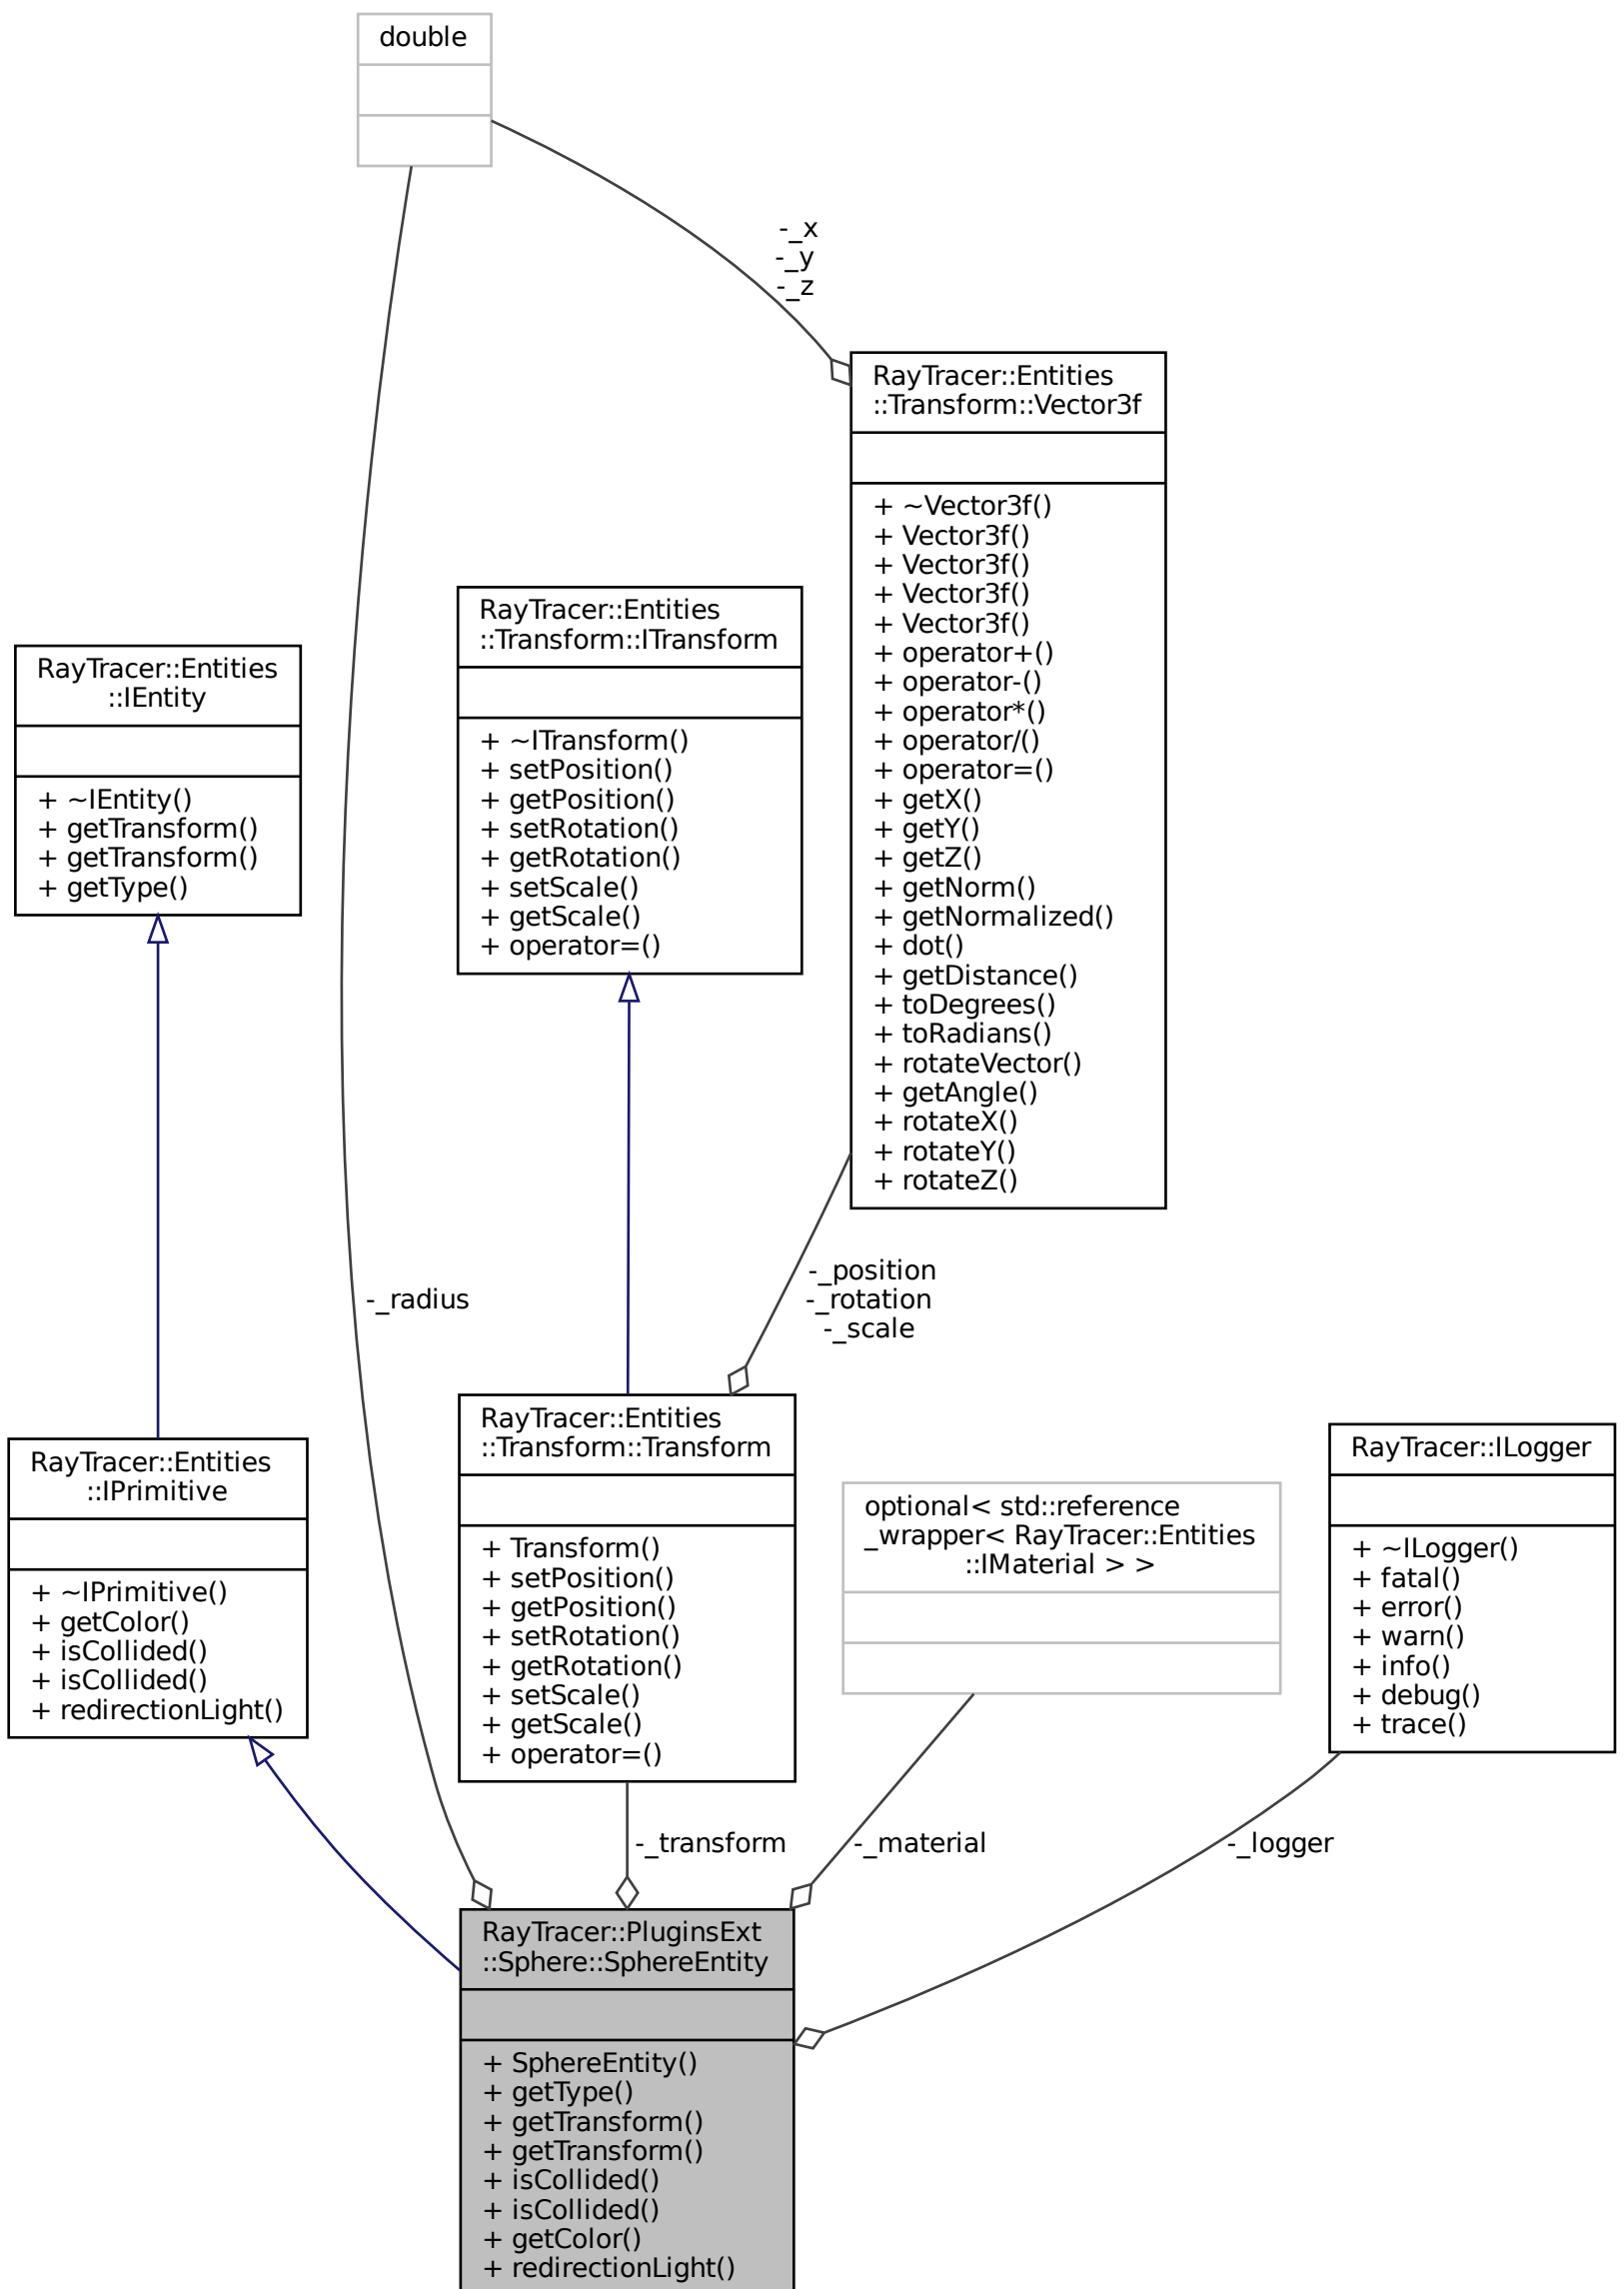 double
-_x
-_y
-_z
RayTracer::Entities
::Transform::Vector3f
+ ~Vector3f()
+ Vector3f()
+ Vector3f()
+ Vector3f()
+ Vector3f()
+ operator+()
+ operator-()
+ operator*()
+ operator/()
+ operator=()
+ getX()
+ getY()
+ getZ()
+ getNorm()
+ getNormalized()
+ dot()
+ getDistance()
+ toDegrees()
+ toRadians()
+ rotateVector()
+ getAngle()
+ rotateX()
+ rotateY()
+ rotateZ()
RayTracer::Entities
::Transform::ITransform
+ ~ITransform()
+ setPosition()
+ getPosition()
+ setRotation()
+ getRotation()
+ setScale()
+ getScale()
+ operator=()
RayTracer::Entities
::IEntity
+ ~IEntity()
+ getTransform()
+ getTransform()
+ getType()
-_radius
-_position
-_rotation
-_scale
RayTracer::Entities
::IPrimitive
+ ~IPrimitive()
+ getColor()
+ isCollided()
+ isCollided()
+ redirectionLight()
RayTracer::Entities
::Transform::Transform
+ Transform()
+ setPosition()
+ getPosition()
+ setRotation()
+ getRotation()
+ setScale()
+ getScale()
+ operator=()
optional< std::reference
_wrapper< RayTracer::Entities
::IMaterial > >
RayTracer::ILogger
+ ~ILogger()
+ fatal()
+ error()
+ warn()
+ info()
+ debug()
+ trace()
-_transform
-_material
-_logger
RayTracer::PluginsExt
::Sphere::SphereEntity
+ SphereEntity()
+ getType()
+ getTransform()
+ getTransform()
+ isCollided()
+ isCollided()
+ getColor()
+ redirectionLight()